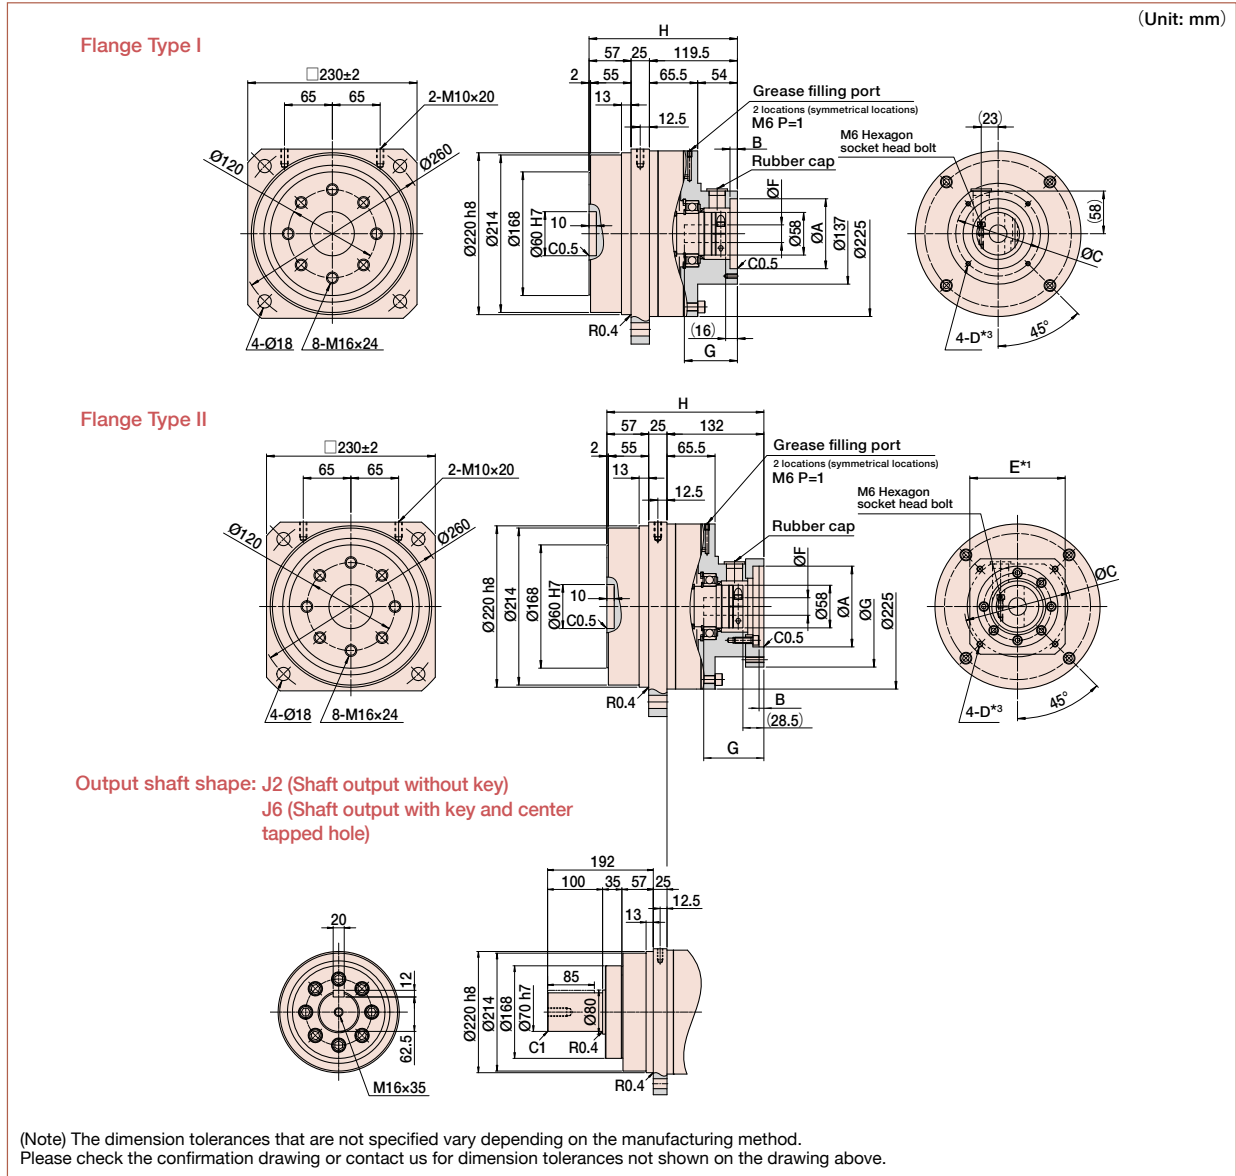 (Unit: mm)
Flange Type I
□230±2
65 65
2-M10×20
Ø120
Ø260
4-Ø18
8-M16×24
H
57 25 119.5
2 55 65.5 54
13
12.5
Grease filling port
2 locations (symmetrical locations)
M6 P=1
B
Rubber cap
Ø220 h8
Ø214
Ø168
Ø60 H7
10
C0.5
ØF
Ø58
ØA
Ø137
Ø225
C0.5
R0.4
(16)
G
(23)
M6 Hexagon
socket head bolt
(58)
ØC
45°
4-D*3
Flange Type II
□230±2
65 65
2-M10×20
Ø120
Ø260
4-Ø18
8-M16×24
H
57 25 132
2 55 65.5
13
12.5
Grease filling port
2 locations (symmetrical locations)
M6 P=1
Rubber cap
Ø220 h8
Ø214
Ø168
Ø60 H7
10
C0.5
ØF
Ø58
ØA
ØG
Ø225
C0.5
R0.4
B
(28.5)
G
E*1
M6 Hexagon
socket head bolt
ØC
45°
4-D*3
Output shaft shape: J2 (Shaft output without key)
J6 (Shaft output with key and center
tapped hole)
20
12
62.5
M16×35
192
100 35 57 25
12.5
13
85
Ø220 h8
Ø214
Ø168
Ø70 h7
Ø80
C1
R0.4
R0.4
(Note) The dimension tolerances that are not specified vary depending on the manufacturing method.
Please check the confirmation drawing or contact us for dimension tolerances not shown on the drawing above.